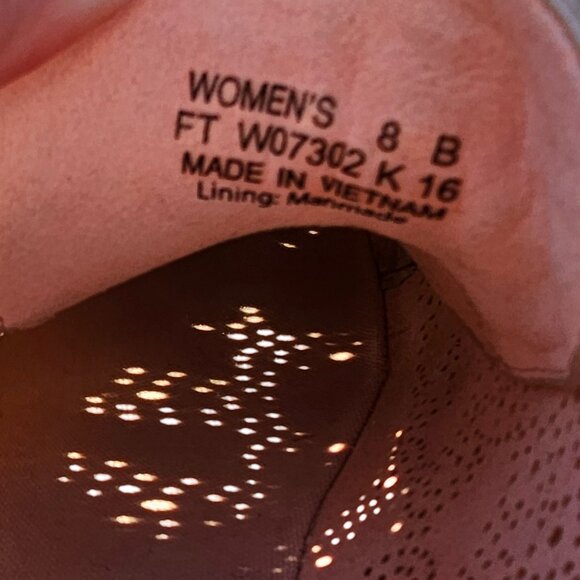 WOMEN'S 8 B
FT W07302 K 16
MADE IN VIETNAM
Lining: Manmade